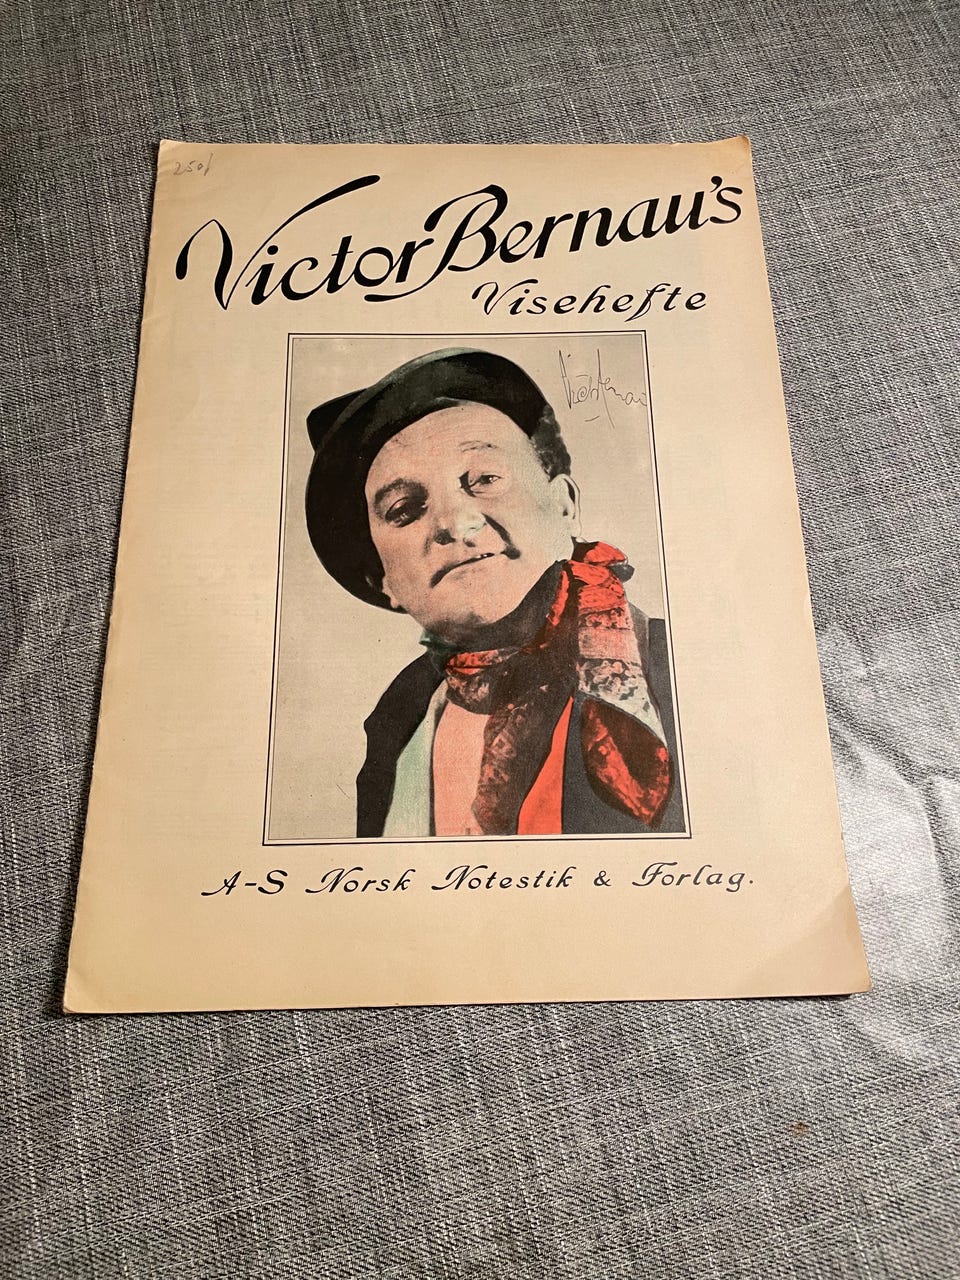 250/
Victor Bernau's
Visehefte
A-S Norsk Notestik & Forlag.